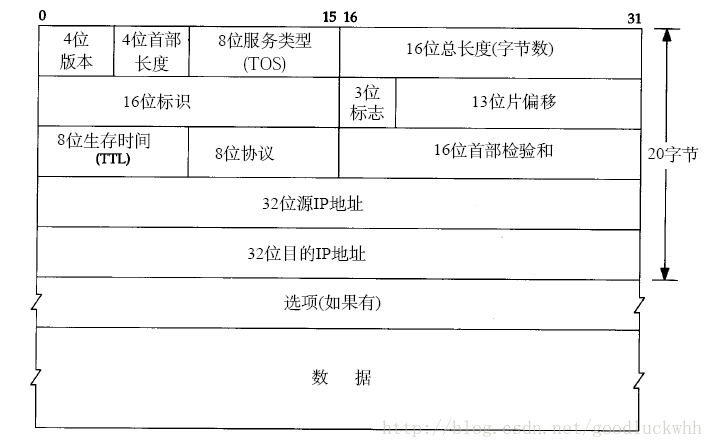 0 15 16 31
4位
版本
4位首部
长度
8位服务类型
(TOS)
16位总长度(字节数)
16位标识
3位
标志
13位片偏移
8位生存时间
(TTL)
8位协议
16位首部检验和
20字节
32位源IP地址
32位目的IP地址
选项(如果有)
数 据
http://blog.csdn.net/goodluckwhh